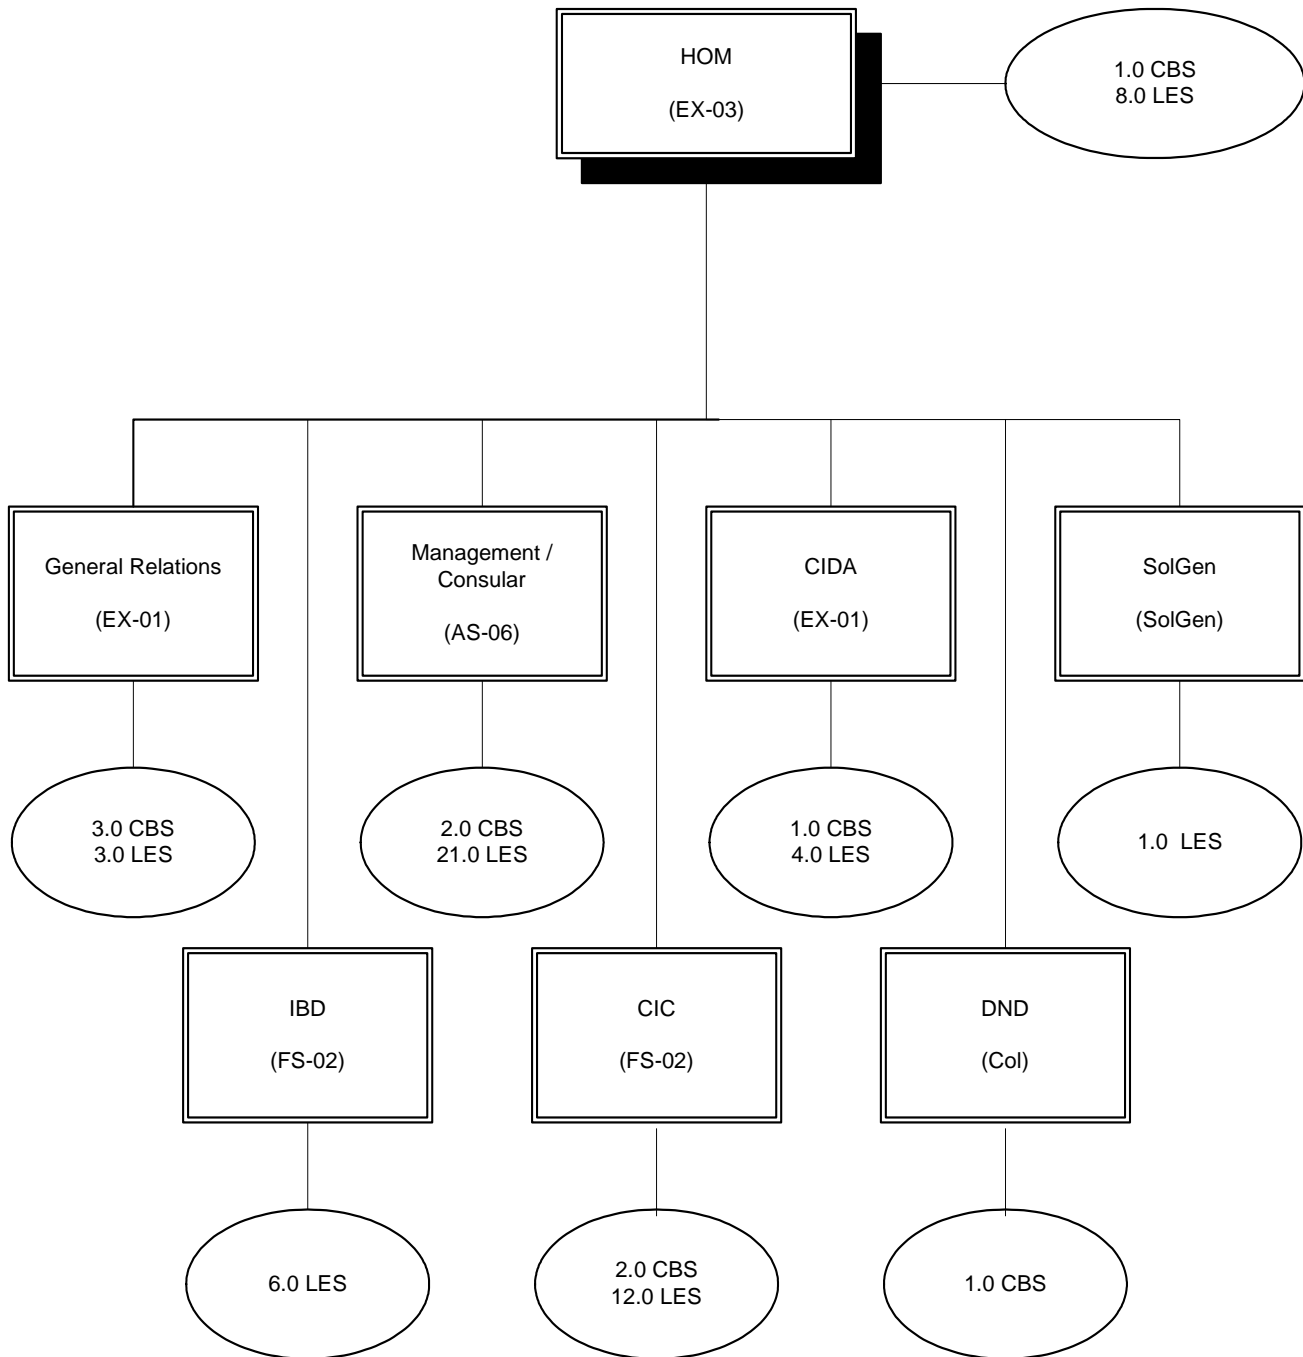 HOM
(EX-03)
1.0 CBS
8.0 LES
General Relations
(EX-01)
Management /
Consular
(AS-06)
CIDA
(EX-01)
SolGen
(SolGen)
3.0 CBS
3.0 LES
2.0 CBS
21.0 LES
1.0 CBS
4.0 LES
1.0  LES
IBD
(FS-02)
CIC
(FS-02)
DND
(Col)
6.0 LES
2.0 CBS
12.0 LES
1.0 CBS